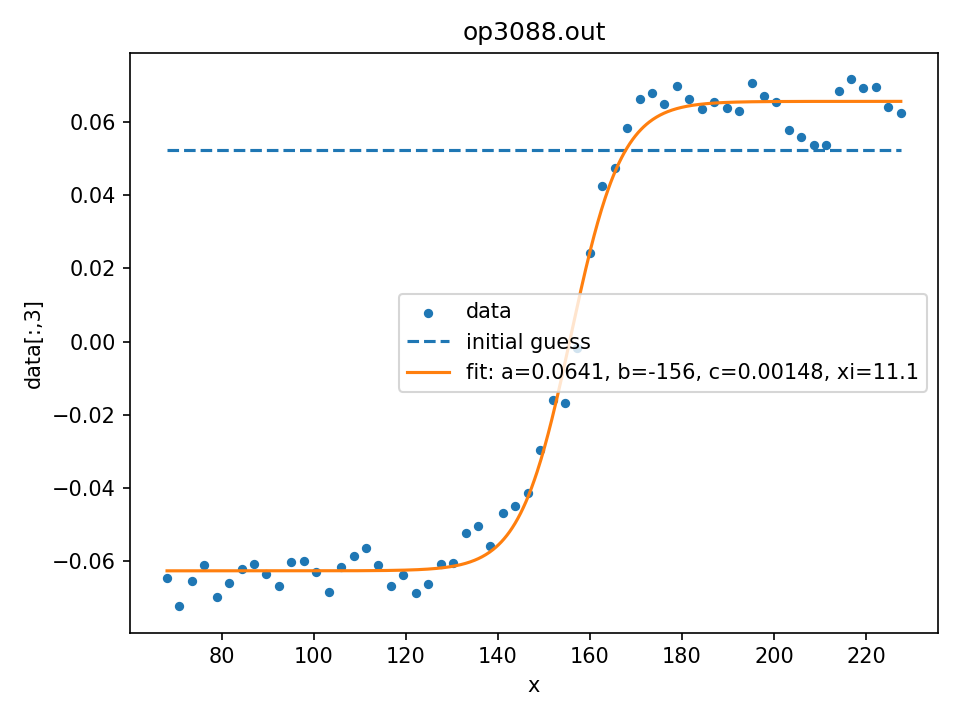 op3088.out
0.06
0.04
0.02
0.00
−0.02
−0.04
−0.06
data[:,3]
data
initial guess
fit: a=0.0641, b=-156, c=0.00148, xi=11.1
80 100 120 140 160 180 200 220
x